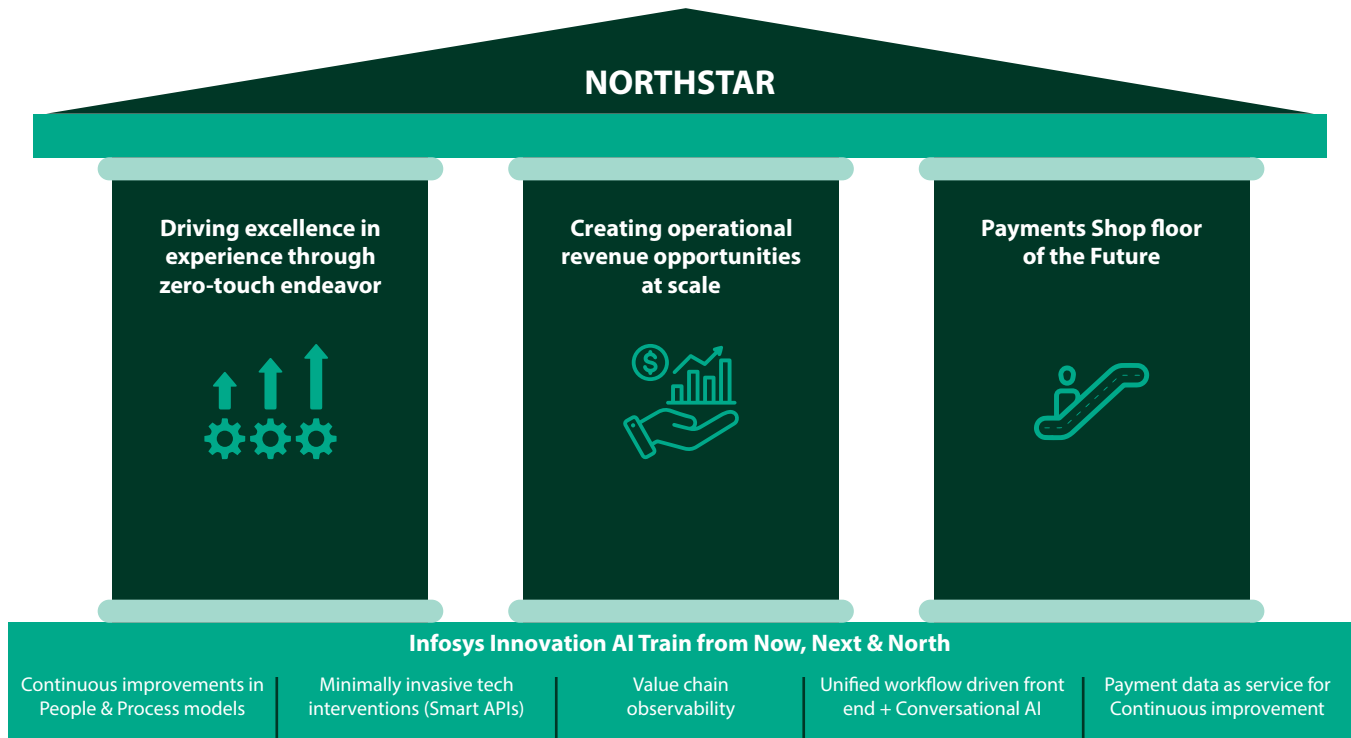 NORTHSTAR
Driving excellence in
experience through
zero-touch endeavor
Creating operational
revenue opportunities
at scale
Payments Shop floor
of the Future
$
Infosys Innovation AI Train from Now, Next & North
Continuous improvements in
People & Process models
Minimally invasive tech
interventions (Smart APIs)
Value chain
observability
Unified workflow driven front
end + Conversational AI
Payment data as service for
Continuous improvement